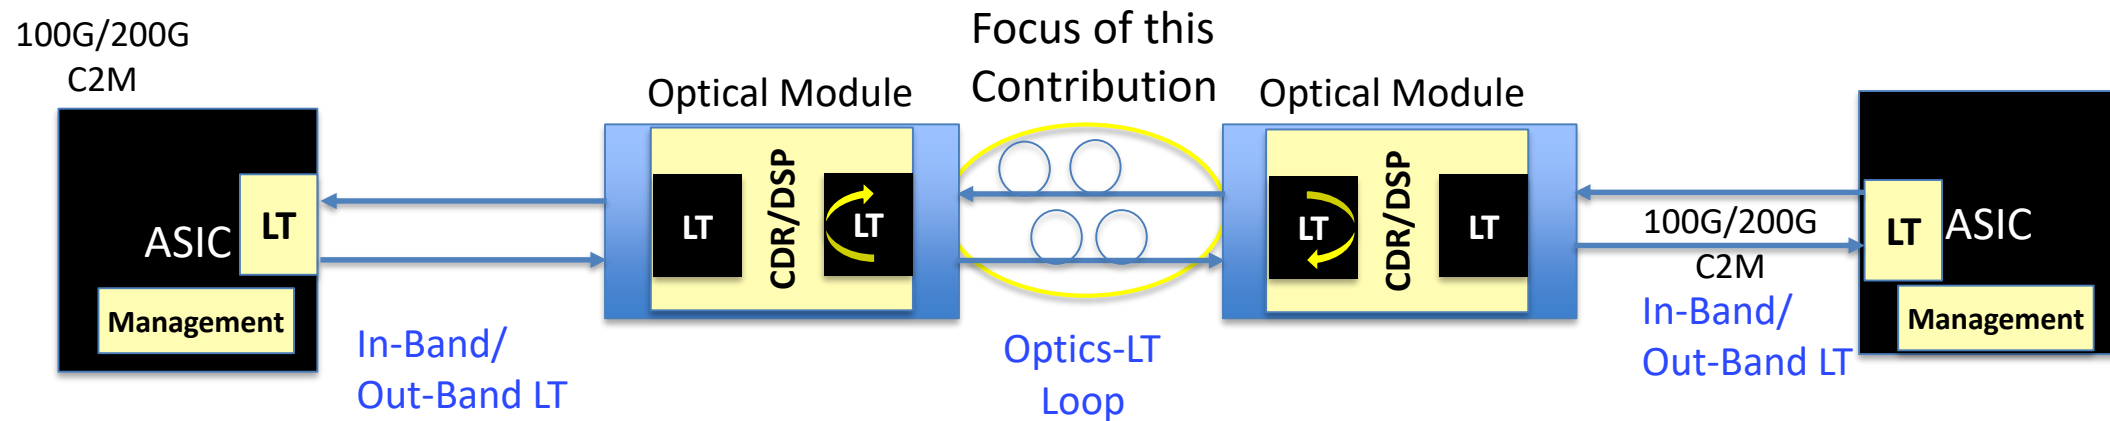 100G/200G
C2M
ASIC
LT
Management
In-Band/
Out-Band LT
Optical Module
LT
CDR/DSP
LT
Focus of this
Contribution
Optics-LT
Loop
Optical Module
LT
CDR/DSP
LT
100G/200G
C2M
In-Band/
Out-Band LT
LT
ASIC
Management